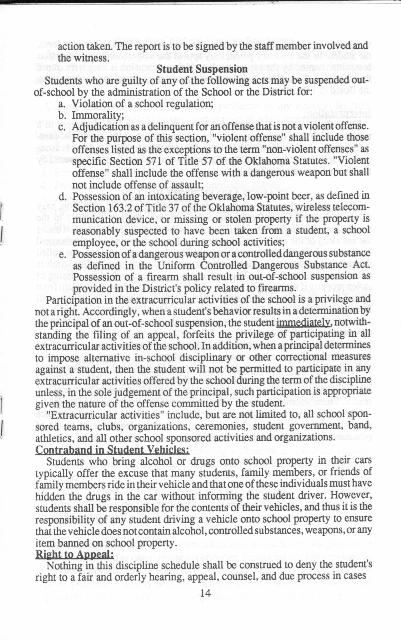 action taken. The report is to be signed by the staff member involved and
the witness.
Student Suspension
Students who are guilty of any of the following acts may be suspended out-
of-school by the administration of the School or the District for:
a. Violation of a school regulation;
b. Immorality;
c. Adjudication as a delinquent for an offense that is not a violent offense.
For the purpose of this section, "violent offense" shall include those
offenses listed as the exceptions to the term "non-violent offenses" as
specific Section 571 of Title 57 of the Oklahoma Statutes. "Violent
offense" shall include the offense with a dangerous weapon but shall
not include offense of assault;
d. Possession of an intoxicating beverage, low-point beer, as defined in
Section 163.2 of Title 37 of the Oklahoma Statutes, wireless telecom-
munication device, or missing or stolen property if the property is
reasonably suspected to have been taken from a student, a school
employee, or the school during school activities;
e. Possession of a dangerous weapon or a controlled dangerous substance
as defined in the Uniform Controlled Dangerous Substance Act.
Possession of a firearm shall result in out-of-school suspension as
provided in the District's policy related to firearms.
Participation in the extracurricular activities of the school is a privilege and
not a right. Accordingly, when a student's behavior results in a determination by
the principal of an out-of-school suspension, the student immediately, notwith-
standing the filing of an appeal, forfeits the privilege of participating in all
extracurricular activities of the school. In addition, when a principal determines
to impose alternative in-school disciplinary or other correctional measures
against a student, then the student will not be permitted to participate in any
extracurricular activities offered by the school during the term of the discipline
unless, in the sole judgement of the principal, such participation is appropriate
given the nature of the offense committed by the student.
"Extracurricular activities" include, but are not limited to, all school spon-
sored teams, clubs, organizations, ceremonies, student government, band,
athletics, and all other school sponsored activities and organizations.
Contraband in Student Vehicles:
Students who bring alcohol or drugs onto school property in their cars
typically offer the excuse that many students, family members, or friends of
family members ride in their vehicle and that one of these individuals must have
hidden the drugs in the car without informing the student driver. However,
students shall be responsible for the contents of their vehicles, and thus it is the
responsibility of any student driving a vehicle onto school property to ensure
that the vehicle does not contain alcohol, controlled substances, weapons, or any
item banned on school property.
Right to Appeal:
Nothing in this discipline schedule shall be construed to deny the student's
right to a fair and orderly hearing, appeal, counsel, and due process in cases
14